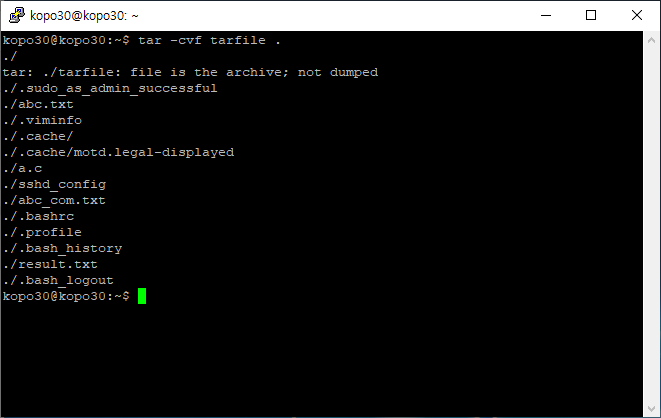 kopo30@kopo30: ~
kopo30@kopo30:~$ tar -cvf tarfile .
./
tar: ./tarfile: file is the archive; not dumped
./.sudo_as_admin_successful
./abc.txt
./.viminfo
./.cache/
./.cache/motd.legal-displayed
./a.c
./sshd_config
./abc_com.txt
./.bashrc
./.profile
./.bash_history
./result.txt
./.bash_logout
kopo30@kopo30:~$